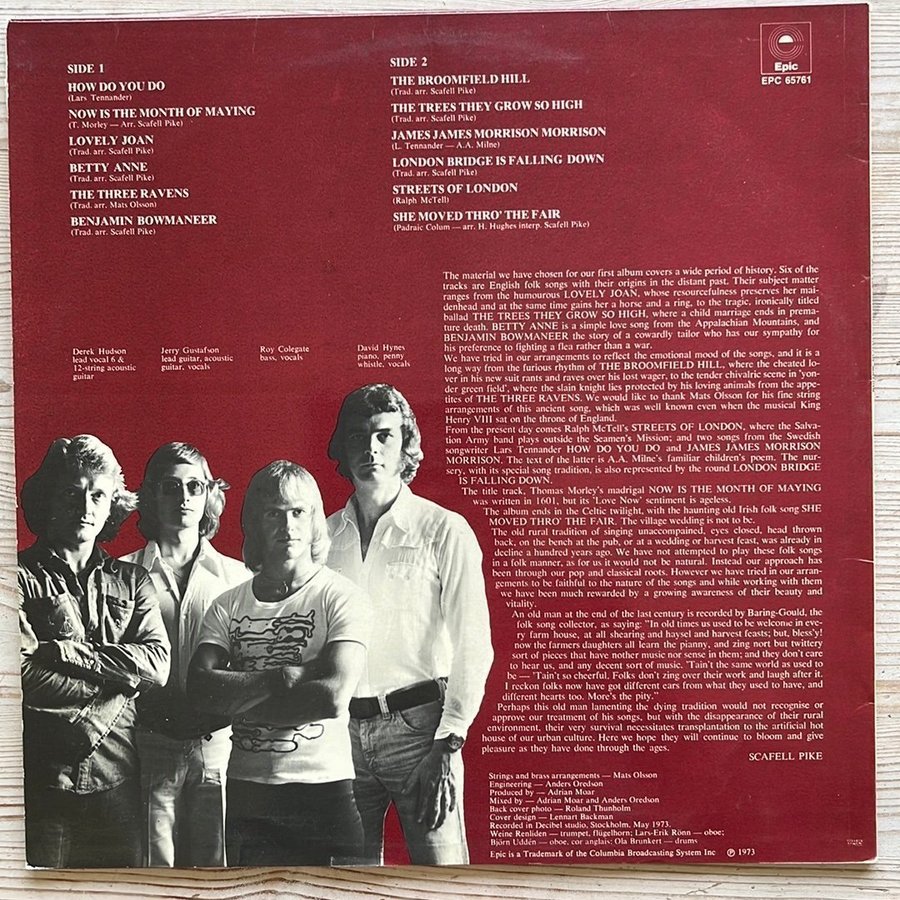 SIDE 1
HOW DO YOU DO
(Lars Tennander)
NOW IS THE MONTH OF MAYING
(T. Morley — Arr. Scafell Pike)
LOVELY JOAN
(Trad. arr. Scafell Pike)
BETTY ANNE
(Trad. arr. Scafell Pike)
THE THREE RAVENS
(Trad. arr. Mats Olsson)
BENJAMIN BOWMANEER
(Trad. arr. Scafell Pike)
SIDE 2
THE BROOMFIELD HILL
(Trad. arr. Scafell Pike)
THE TREES THEY GROW SO HIGH
(Trad. arr. Scafell Pike)
JAMES JAMES MORRISON MORRISON
(L. Tennander — A.A. Milne)
LONDON BRIDGE IS FALLING DOWN
(Trad. arr. Scafell Pike)
STREETS OF LONDON
(Ralph McTell)
SHE MOVED THRO' THE FAIR
(Padraic Colum — arr. H. Hughes interp. Scafell Pike)
Epic
EPC 65761
Derek Hudson
lead vocal 6 &
12-string acoustic
guitar
Jerry Gustafson
lead guitar, acoustic
guitar, vocals
Roy Colegate
bass, vocals
David Hynes
piano, penny
whistle, vocals
The material we have chosen for our first album covers a wide period of history. Six of the
tracks are English folk songs with their origins in the distant past. Their subject matter
ranges from the humourous LOVELY JOAN, whose resourcefulness preserves her mai-
denhead and at the same time gains her a horse and a ring, to the tragic, ironically titled
ballad THE TREES THEY GROW SO HIGH, where a child marriage ends in prema-
ture death. BETTY ANNE is a simple love song from the Appalachian Mountains, and
BENJAMIN BOWMANEER the story of a cowardly tailor who has our sympathy for
his preference to fighting a flea rather than a war.
We have tried in our arrangements to reflect the emotional mood of the songs, and it is a
long way from the furious rhythm of THE BROOMFIELD HILL, where the cheated lo-
ver in his new suit rants and raves over his lost wager, to the tender chivalric scene in 'yon-
der green field', where the slain knight lies protected by his loving animals from the appe-
tites of THE THREE RAVENS. We would like to thank Mats Olsson for his fine string
arrangements of this ancient song, which was well known even when the musical King
Henry VIII sat on the throne of England.
From the present day comes Ralph McTell's STREETS OF LONDON, where the Salva-
tion Army band plays outside the Seamen's Mission; and two songs from the Swedish
songwriter Lars Tennander HOW DO YOU DO and JAMES JAMES MORRISON
MORRISON. The text of the latter is A.A. Milne's familiar children's poem. The nur-
sery, with its special song tradition, is also represented by the round LONDON BRIDGE
IS FALLING DOWN.
The title track, Thomas Morley's madrigal NOW IS THE MONTH OF MAYING
was written in 1601, but its 'Love Now' sentiment is ageless.
The album ends in the Celtic twilight, with the haunting old Irish folk song SHE
MOVED THRO' THE FAIR. The village wedding is not to be.
The old rural tradition of singing unaccompained, eyes closed, head thrown
back, on the bench at the pub, or at a wedding or harvest feast, was already in
decline a hundred years ago. We have not attempted to play these folk songs
in a folk manner, as for us it would not be natural. Instead our approach has
been through our pop and classical roots. However we have tried in our arran-
gements to be faithful to the nature of the songs and while working with them
we have been much rewarded by a growing awareness of their beauty and
vitality.
An old man at the end of the last century is recorded by Baring-Gould, the
folk song collector, as saying: "In old times us used to be welcome in eve-
ry farm house, at all shearing and haysel and harvest feasts; but, bless'y!
now the farmers daughters all learn the pianny, and zing nort but twittery
sort of pieces that have nother music nor sense in them; and they don't care
to hear us, and any decent sort of music. 'Tain't the same world as used to
be — 'Tain't so cheerful. Folks don't zing over their work and laugh after it.
I reckon folks now have got different ears from what they used to have, and
different hearts too. More's the pity."
Perhaps this old man lamenting the dying tradition would not recognise or
approve our treatment of his songs, but with the disappearance of their rural
environment, their very survival necessitates transplantation to the artificial hot
house of our urban culture. Here we hope they will continue to bloom and give
pleasure as they have done through the ages.
SCAFELL PIKE
Strings and brass arrangements — Mats Olsson
Engineering — Anders Oredson
Produced by — Adrian Moar
Mixed by — Adrian Moar and Anders Oredson
Back cover photo — Roland Thunholm
Cover design — Lennart Backman
Recorded in Decibel studio, Stockholm, May 1973.
Weine Renliden — trumpet, flügelhorn; Lars-Erik Rönn — oboe;
Björn Uddén — oboe, cor anglais; Ola Brunkert — drums
Epic is a Trademark of the Columbia Broadcasting System Inc ℗ 1973